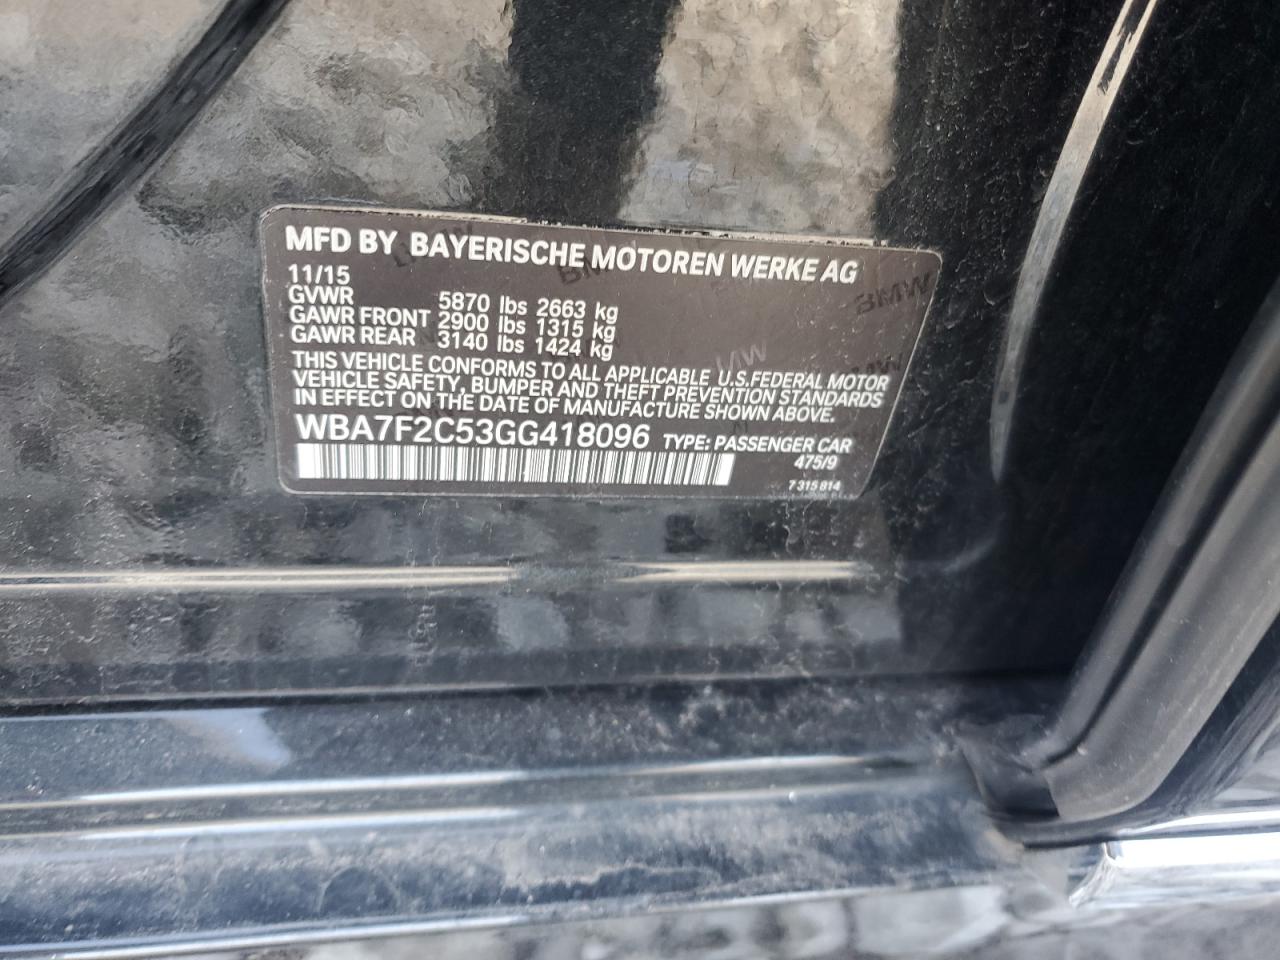 MFD BY BAYERISCHE MOTOREN WERKE AG
11/15
GVWR 5870 lbs 2663 kg
GAWR FRONT 2900 lbs 1315 kg
GAWR REAR 3140 lbs 1424 kg
THIS VEHICLE CONFORMS TO ALL APPLICABLE U.S.FEDERAL MOTOR
VEHICLE SAFETY, BUMPER AND THEFT PREVENTION STANDARDS
IN EFFECT ON THE DATE OF MANUFACTURE SHOWN ABOVE.
WBA7F2C53GG418096 TYPE: PASSENGER CAR
475/9
7 315 814
BMW